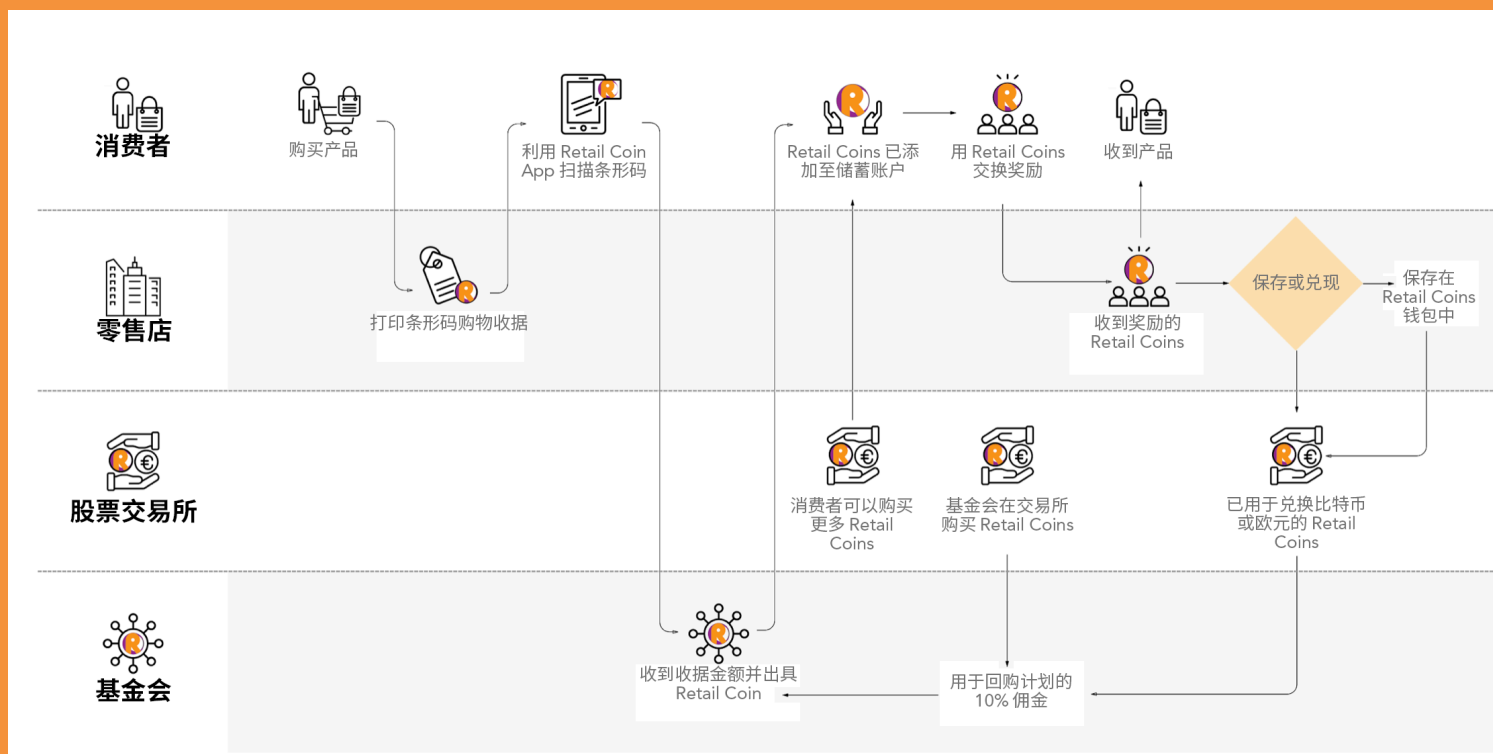 消费者
购买产品
利用 Retail Coin
App 扫描条形码
Retail Coins 已添
加至储蓄账户
用 Retail Coins
交换奖励
收到产品
零售店
打印条形码购物收据
收到奖励的
Retail Coins
保存或兑现
保存在
Retail Coins
钱包中
股票交易所
消费者可以购买
更多 Retail
Coins
基金会在交易所
购买 Retail Coins
已用于兑换比特币
或欧元的 Retail
Coins
基金会
收到收据金额并出具
Retail Coin
用于回购计划的
10% 佣金